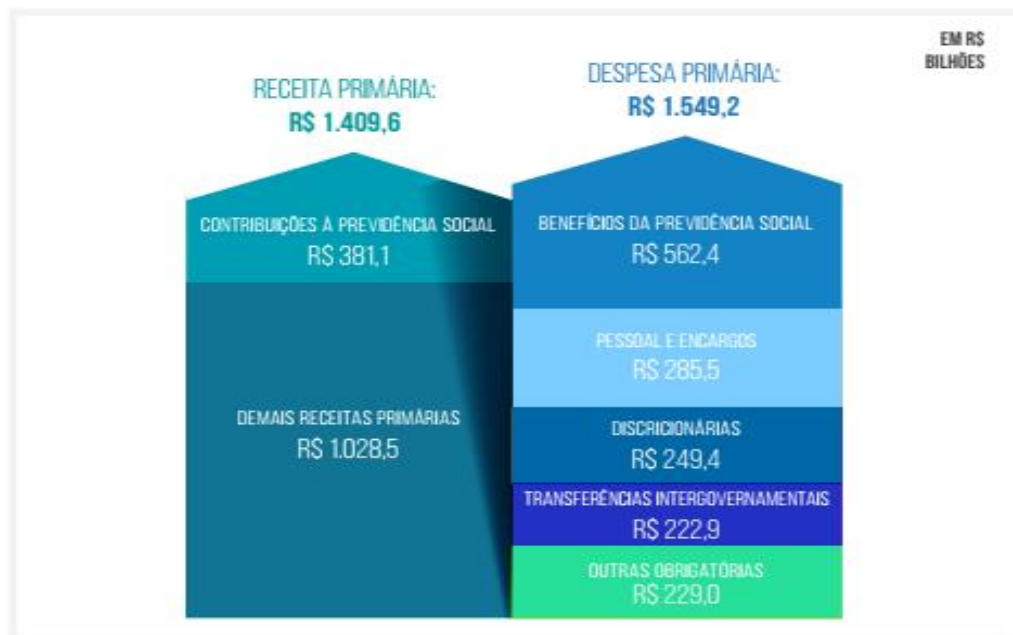 EM R$
BILHÕES
RECEITA PRIMÁRIA:
R$ 1.409,6
CONTRIBUIÇÕES À PREVIDÊNCIA SOCIAL
R$ 381,1
DEMAIS RECEITAS PRIMÁRIAS
R$ 1.028,5
DESPESA PRIMÁRIA:
R$ 1.549,2
BENEFÍCIOS DA PREVIDÊNCIA SOCIAL
R$ 562,4
PESSOAL E ENCARGOS
R$ 285,5
DISCRICIONÁRIAS
R$ 249,4
TRANSFERÊNCIAS INTERGOVERNAMENTAIS
R$ 222,9
OUTRAS OBRIGATÓRIAS
R$ 229,0